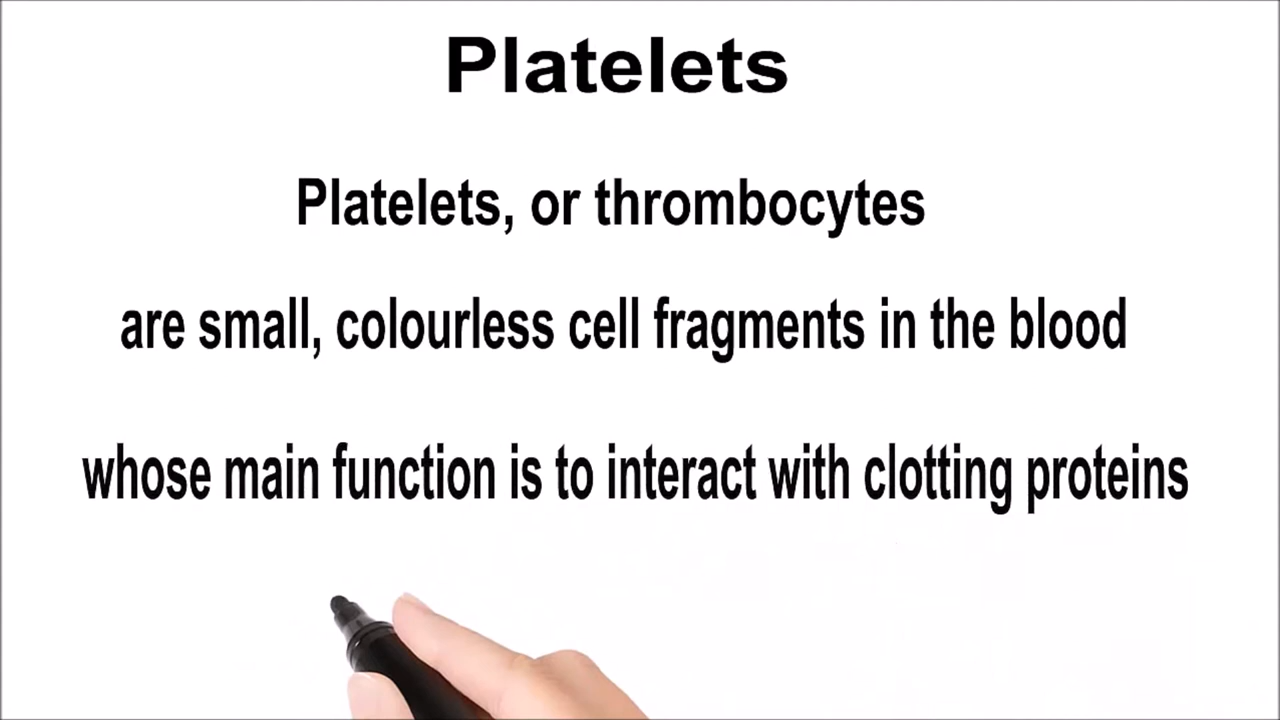 Platelets
Platelets, or thrombocytes
are small, colourless cell fragments in the blood
whose main function is to interact with clotting proteins